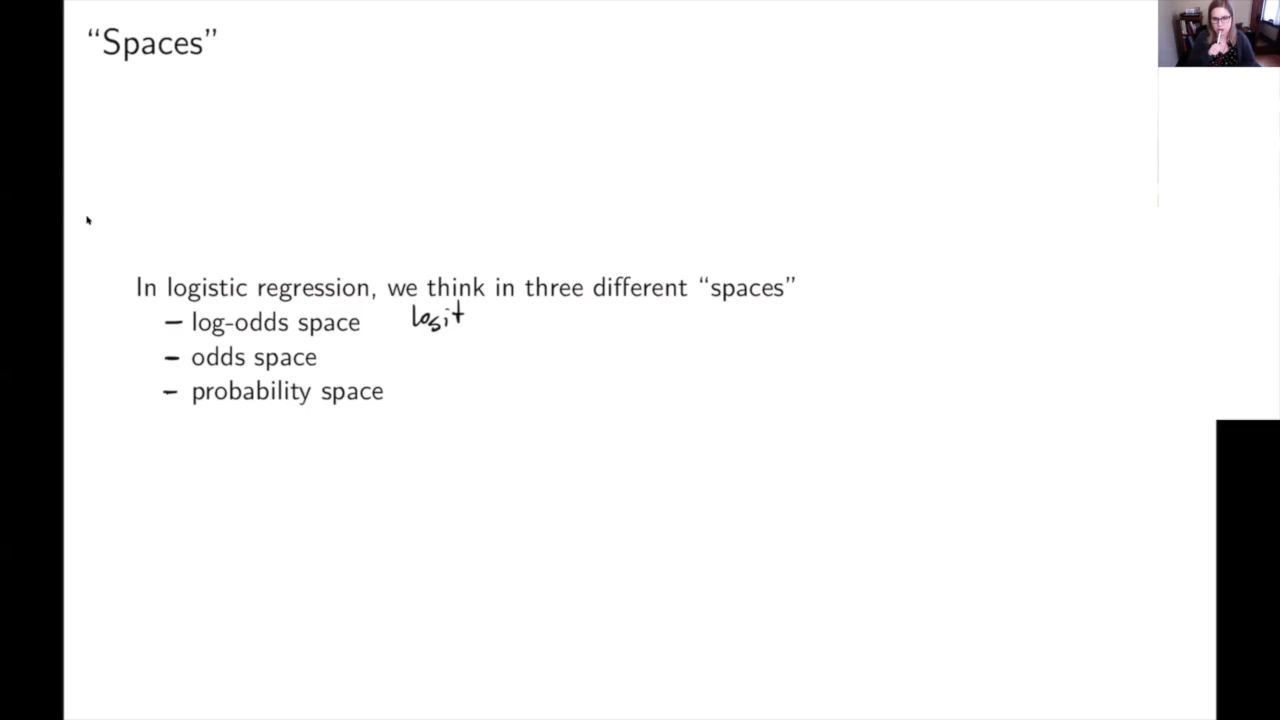 “Spaces”
In logistic regression, we think in three different “spaces”
– log-odds space logit
– odds space
– probability space